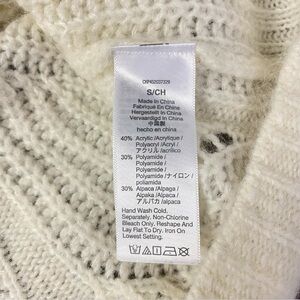 S/CH
Made In China
Fabriqué En China
Hergestellt In China
Vervaardigd In China
中国製
hecho en china
40% Acrylic /Acrylique /
Polyacryl /Acryl /
アクリル /acrílico
30% Polyamide /
Polyamide /
Polyamide /
Polyamide /ナイロン /
poliamida
30% Alpaca /Alpaga /
Alpaka /Alpaca /
アルパカ /alpaca
Hand Wash Cold.
Separately, Non-Chlorine
Bleach Only. Reshape And
Lay Flat To Dry. Iron On
Lowest Setting.